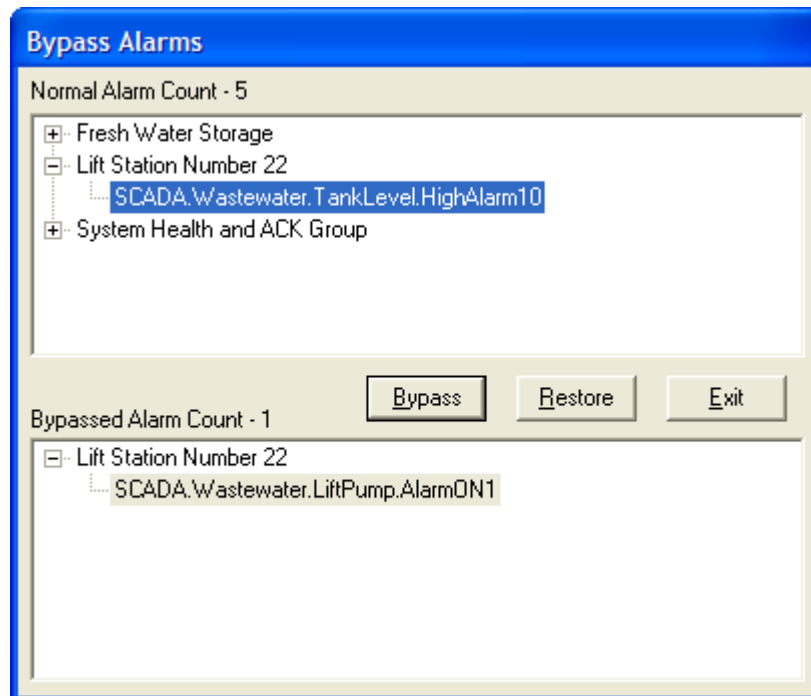 Bypass Alarms
Normal Alarm Count - 5
Fresh Water Storage
Lift Station Number 22
SCADA.Wastewater.TankLevel.HighAlarm10
System Health and ACK Group
Bypass Restore Exit
Bypassed Alarm Count - 1
Lift Station Number 22
SCADA.Wastewater.LiftPump.AlarmON1